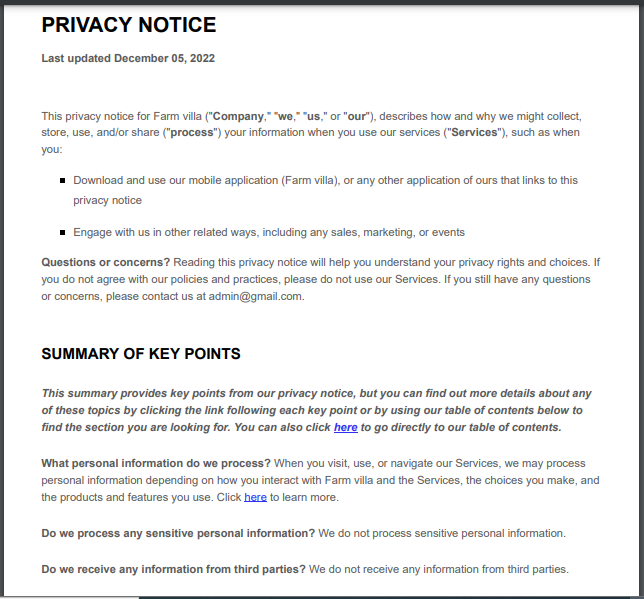 PRIVACY NOTICE
Last updated December 05, 2022
This privacy notice for Farm villa ("Company," "we," "us," or "our"), describes how and why we might collect,
store, use, and/or share ("process") your information when you use our services ("Services"), such as when
you:
Download and use our mobile application (Farm villa), or any other application of ours that links to this
privacy notice
Engage with us in other related ways, including any sales, marketing, or events
Questions or concerns? Reading this privacy notice will help you understand your privacy rights and choices. If
you do not agree with our policies and practices, please do not use our Services. If you still have any questions
or concerns, please contact us at admin@gmail.com.
SUMMARY OF KEY POINTS
This summary provides key points from our privacy notice, but you can find out more details about any
of these topics by clicking the link following each key point or by using our table of contents below to
find the section you are looking for. You can also click here to go directly to our table of contents.
What personal information do we process? When you visit, use, or navigate our Services, we may process
personal information depending on how you interact with Farm villa and the Services, the choices you make, and
the products and features you use. Click here to learn more.
Do we process any sensitive personal information? We do not process sensitive personal information.
Do we receive any information from third parties? We do not receive any information from third parties.